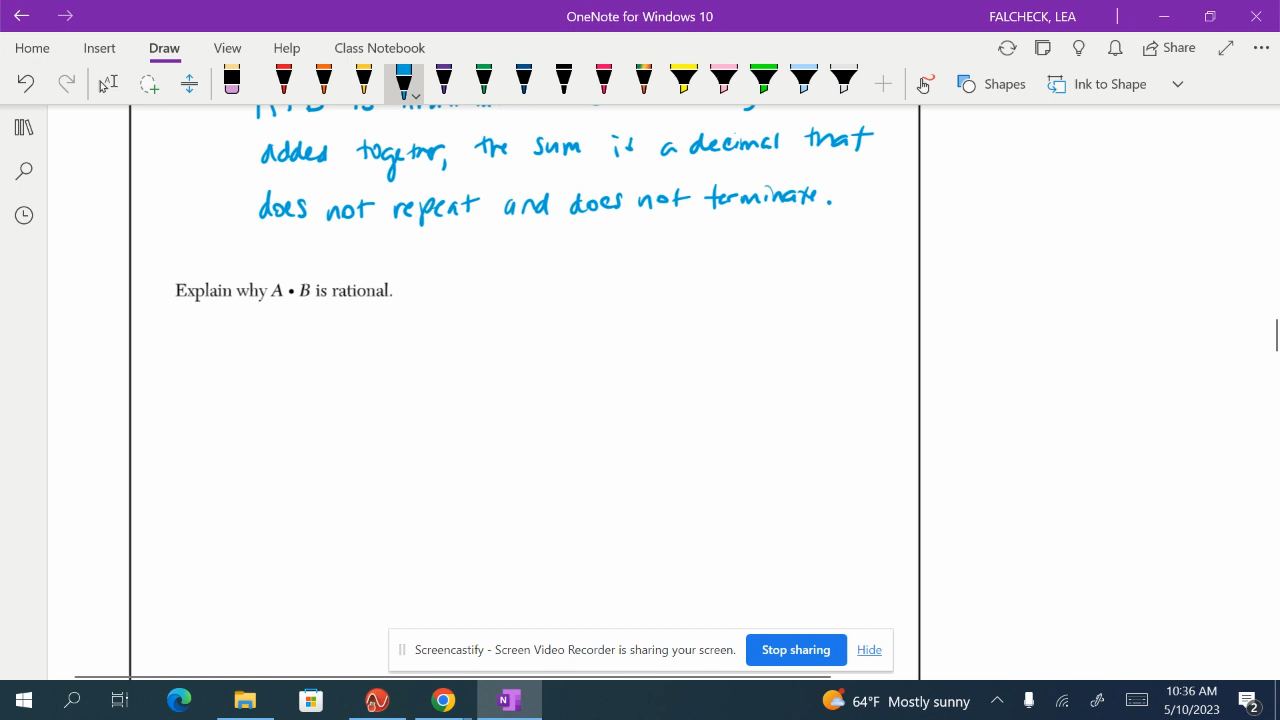 OneNote for Windows 10
FALCHECK, LEA
Home Insert Draw View Help Class Notebook
Share
Shapes Ink to Shape
added together, the sum is a decimal that
does not repeat and does not terminate.
Explain why A • B is rational.
Screencastify - Screen Video Recorder is sharing your screen.
Stop sharing
Hide
64°F Mostly sunny
10:36 AM
5/10/2023
2